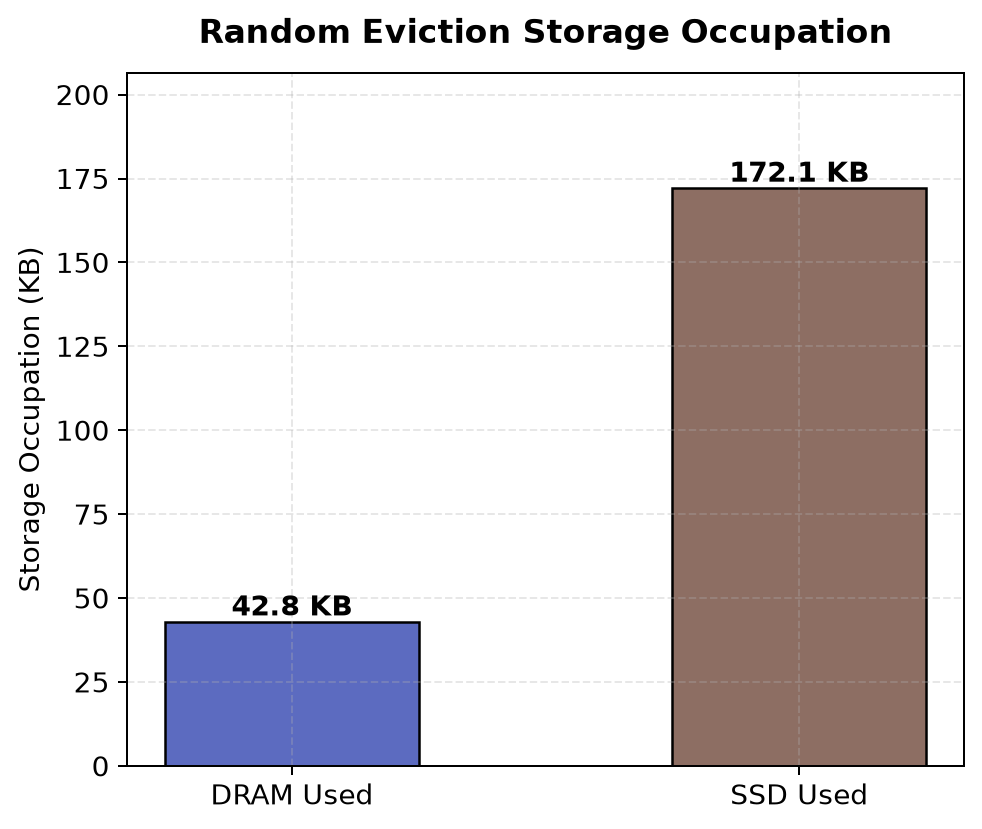 Random Eviction Storage Occupation
Storage Occupation (KB)
200
175
150
125
100
75
50
25
0
42.8 KB
172.1 KB
DRAM Used
SSD Used